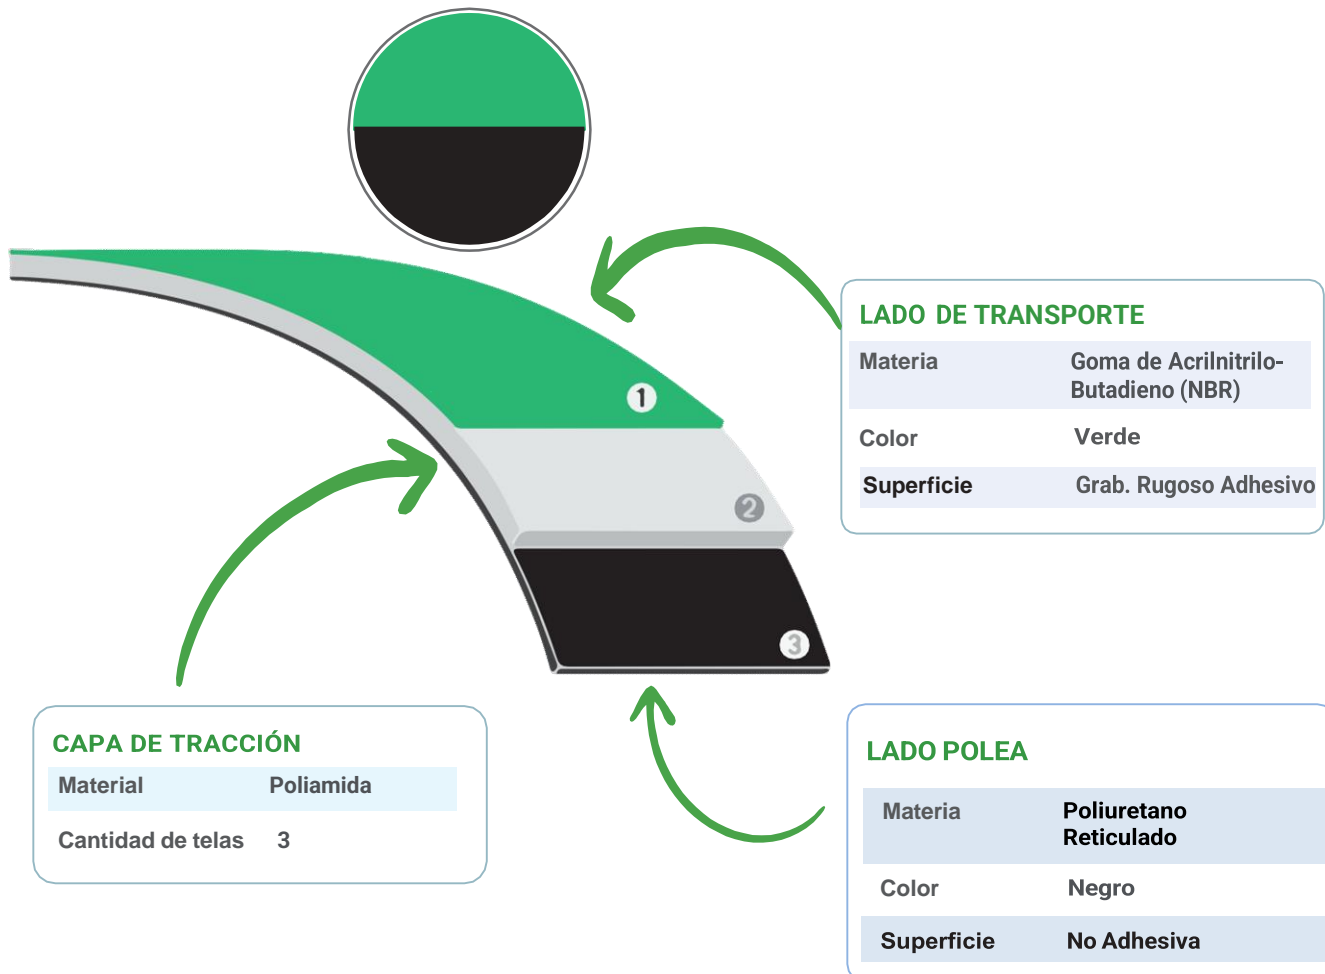 LADO DE TRANSPORTE
Materia Goma de Acrilnitrilo-
Butadieno (NBR)
Color Verde
Superficie Grab. Rugoso Adhesivo
1
2
3
CAPA DE TRACCIÓN
Material Poliamida
Cantidad de telas 3
LADO POLEA
Materia Poliuretano
Reticulado
Color Negro
Superficie No Adhesiva